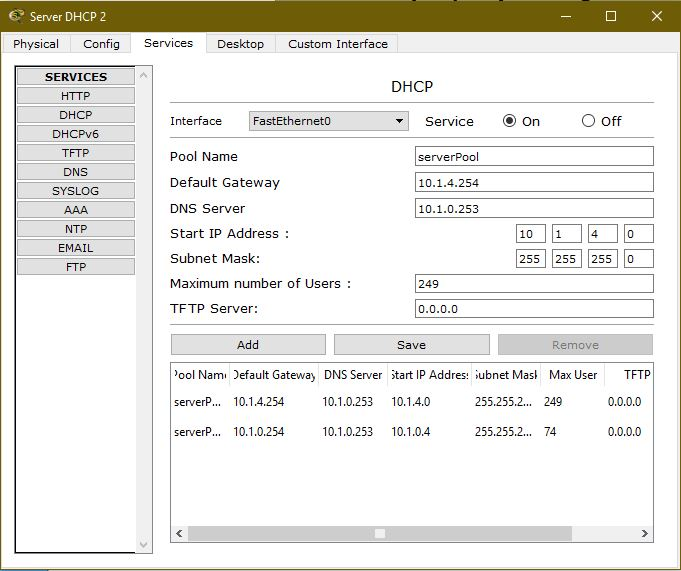 Server DHCP 2
Physical Config Services Desktop Custom Interface
SERVICES
HTTP
DHCP
DHCPv6
TFTP
DNS
SYSLOG
AAA
NTP
EMAIL
FTP
DHCP
Interface FastEthernet0 Service On Off
Pool Name serverPool
Default Gateway 10.1.4.254
DNS Server 10.1.0.253
Start IP Address : 10 1 4 0
Subnet Mask: 255 255 255 0
Maximum number of Users : 249
TFTP Server: 0.0.0.0
Add Save Remove
Pool Name Default Gateway DNS Server Start IP Address Subnet Mask Max User TFTP
serverP... 10.1.4.254 10.1.0.253 10.1.4.0 255.255.2... 249 0.0.0.0
serverP... 10.1.0.254 10.1.0.253 10.1.0.4 255.255.2... 74 0.0.0.0